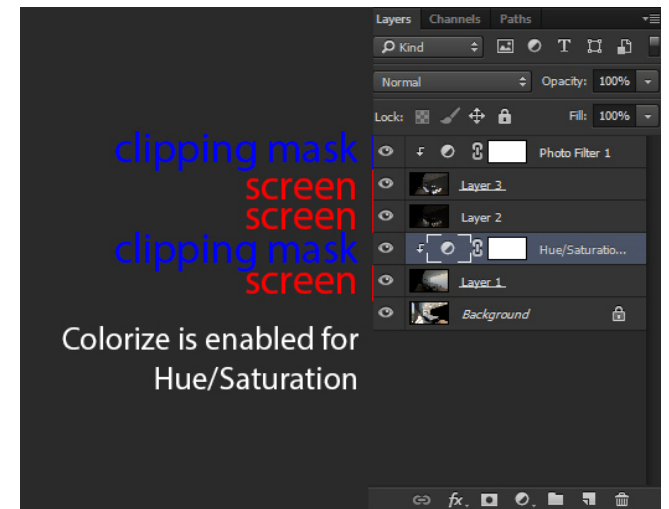 Layers Channels Paths
Kind T
Normal Opacity: 100%
Lock: Fill: 100%
clipping mask Photo Filter 1
screen Layer 3
screen Layer 2
clipping mask Hue/Saturatio...
screen Layer 1
Background
Colorize is enabled for
Hue/Saturation
fx.